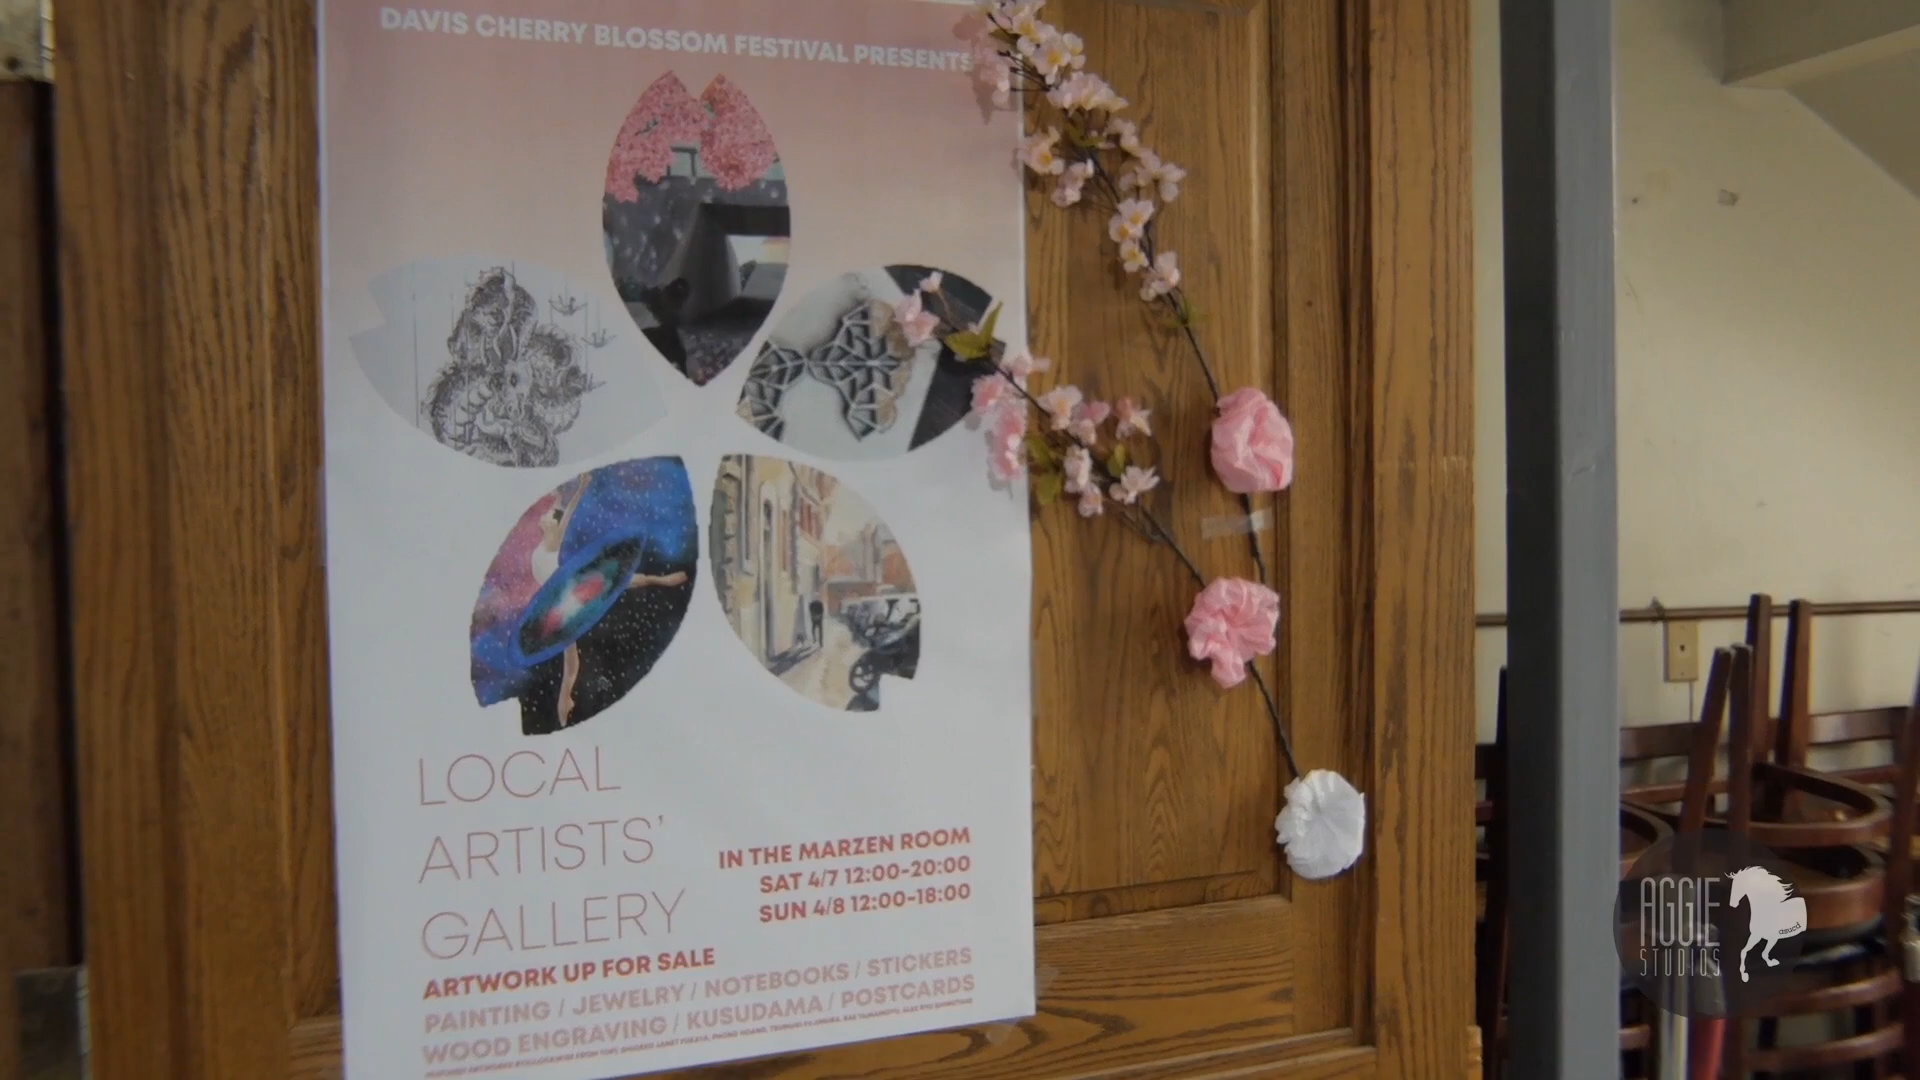 DAVIS CHERRY BLOSSOM FESTIVAL PRESENTS
LOCAL
ARTISTS'
GALLERY
IN THE MARZEN ROOM
SAT 4/7 12:00-20:00
SUN 4/8 12:00-18:00
ARTWORK UP FOR SALE
PAINTING / JEWELRY / NOTEBOOKS / STICKERS
WOOD ENGRAVING / KUSUDAMA / POSTCARDS
AGGIE
STUDIOS
asucd